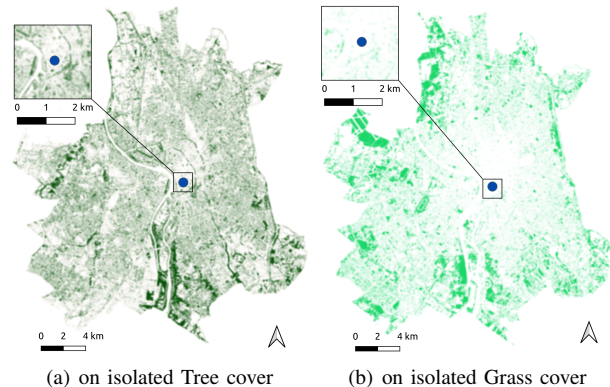 0 1 2 km
0 1 2 km
0 2 4 km
0 2 4 km
(a) on isolated Tree cover
(b) on isolated Grass cover